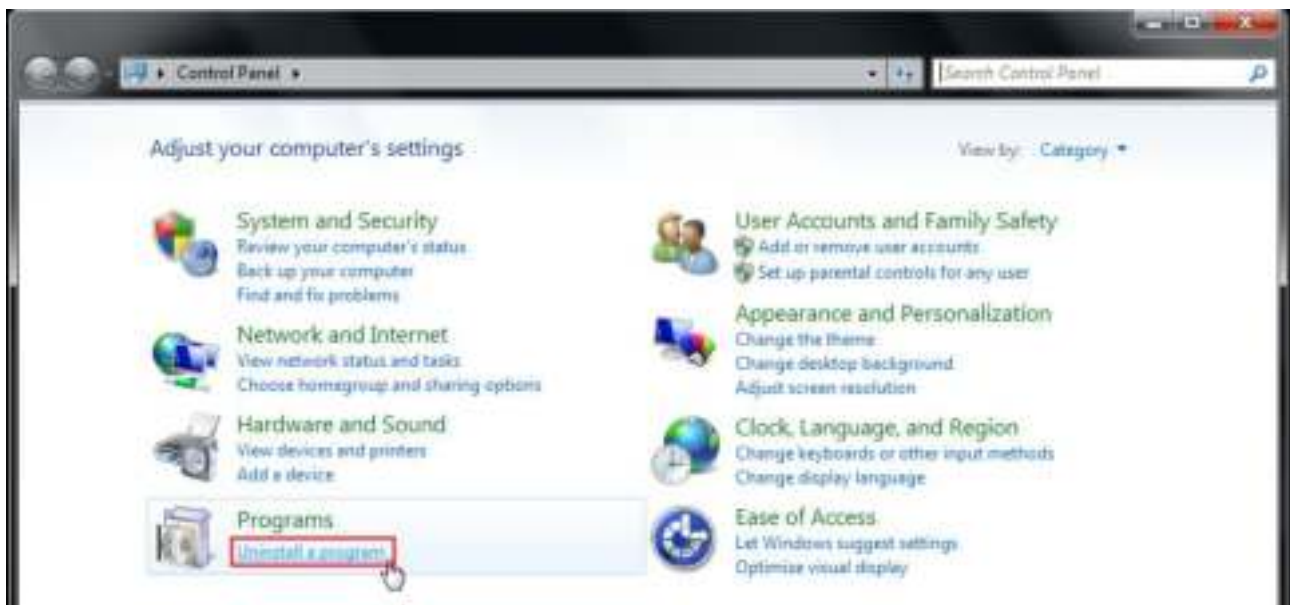 Control Panel
Search Control Panel
Adjust your computer's settings
View by: Category
System and Security
Review your computer's status
Back up your computer
Find and fix problems
Network and Internet
View network status and tasks
Choose homegroup and sharing options
Hardware and Sound
View devices and printers
Add a device
Programs
Uninstall a program
User Accounts and Family Safety
Add or remove user accounts
Set up parental controls for any user
Appearance and Personalization
Change the theme
Change desktop background
Adjust screen resolution
Clock, Language, and Region
Change keyboards or other input methods
Change display language
Ease of Access
Let Windows suggest settings
Optimise visual display